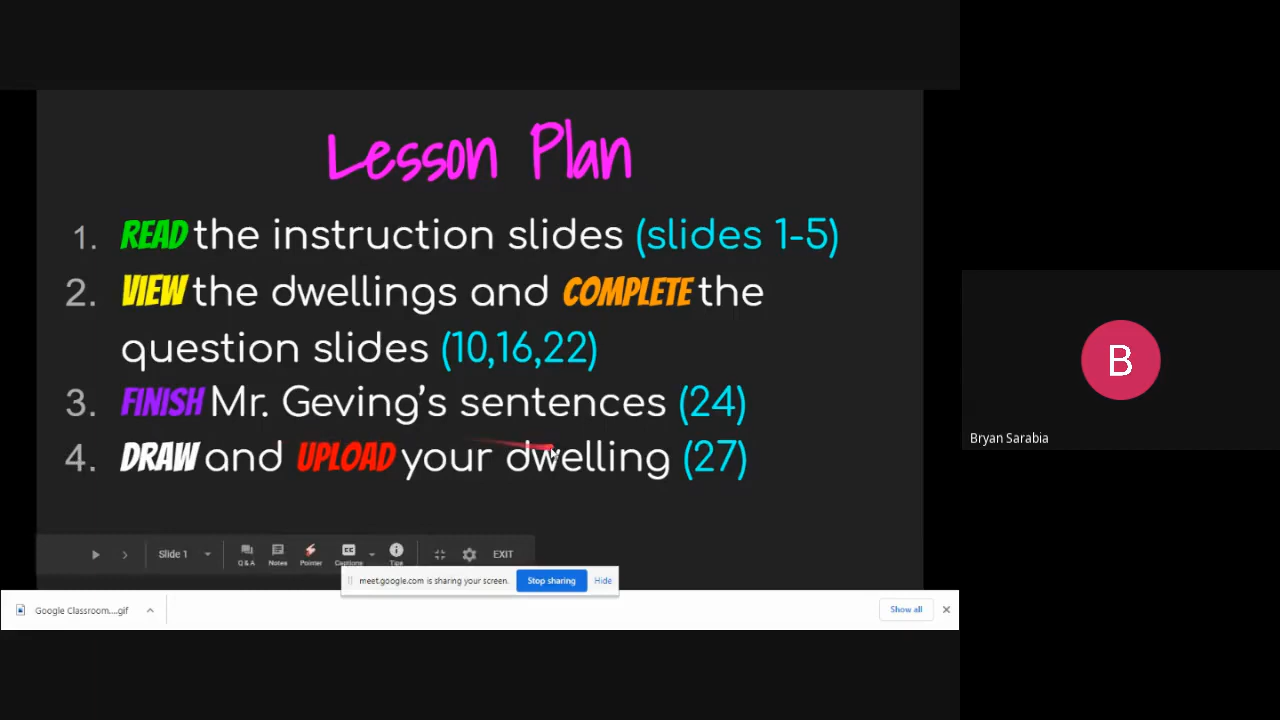 Lesson Plan
1. READ the instruction slides (slides 1-5)
2. VIEW the dwellings and COMPLETE the
question slides (10,16,22)
3. FINISH Mr. Geving's sentences (24)
4. DRAW and UPLOAD your dwelling (27)
Slide 1
Q&A Notes Pointer Captions Tips
EXIT
meet.google.com is sharing your screen. Stop sharing Hide
Google Classroom....gif
Show all
B
Bryan Sarabia